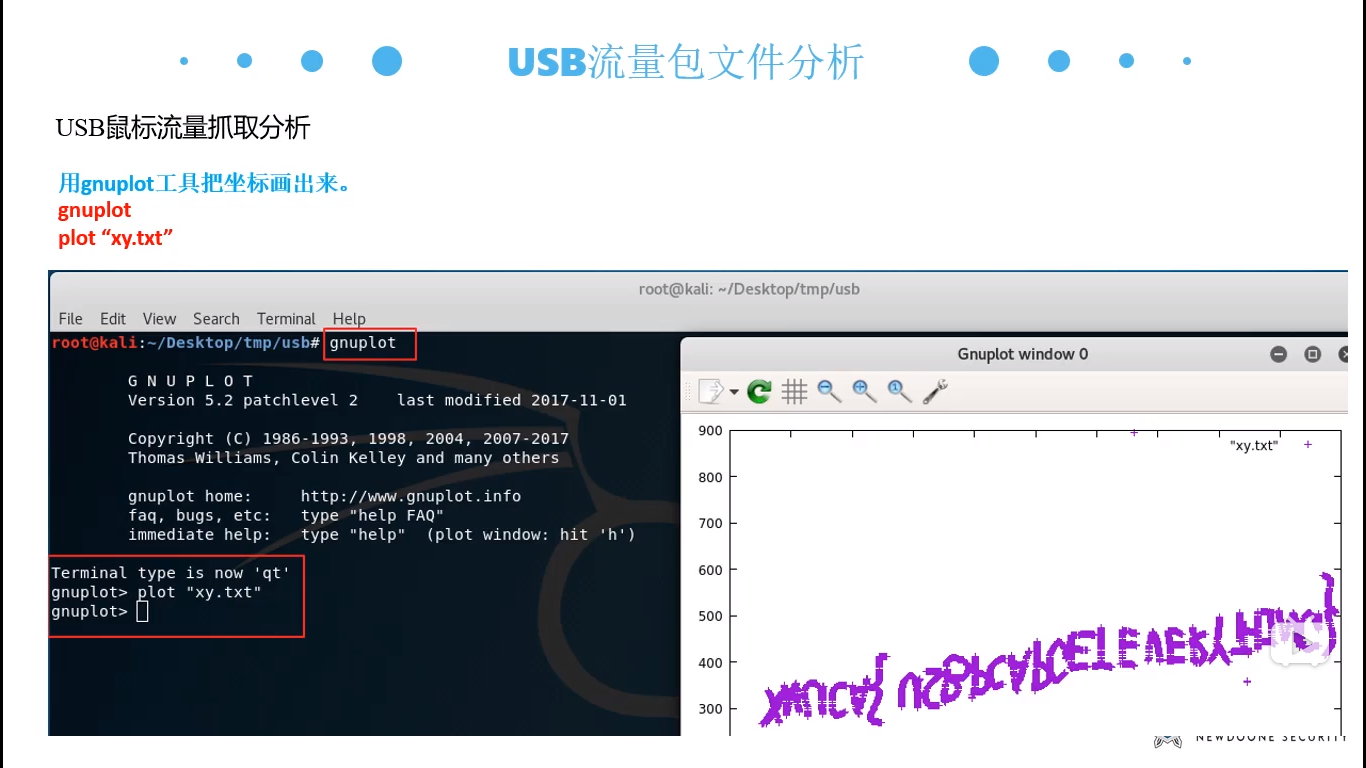 USB流量包文件分析
USB鼠标流量抓取分析
用gnuplot工具把坐标画出来。
gnuplot
plot “xy.txt”
root@kali: ~/Desktop/tmp/usb
File Edit View Search Terminal Help
root@kali:~/Desktop/tmp/usb# gnuplot
G N U P L O T
Version 5.2 patchlevel 2    last modified 2017-11-01
Copyright (C) 1986-1993, 1998, 2004, 2007-2017
Thomas Williams, Colin Kelley and many others
gnuplot home:     http://www.gnuplot.info
faq, bugs, etc:   type "help FAQ"
immediate help:   type "help"  (plot window: hit 'h')
Terminal type is now 'qt'
gnuplot> plot "xy.txt"
gnuplot>
Gnuplot window 0
"xy.txt"
900
800
700
600
500
400
300
NEWDOONE SECURITY